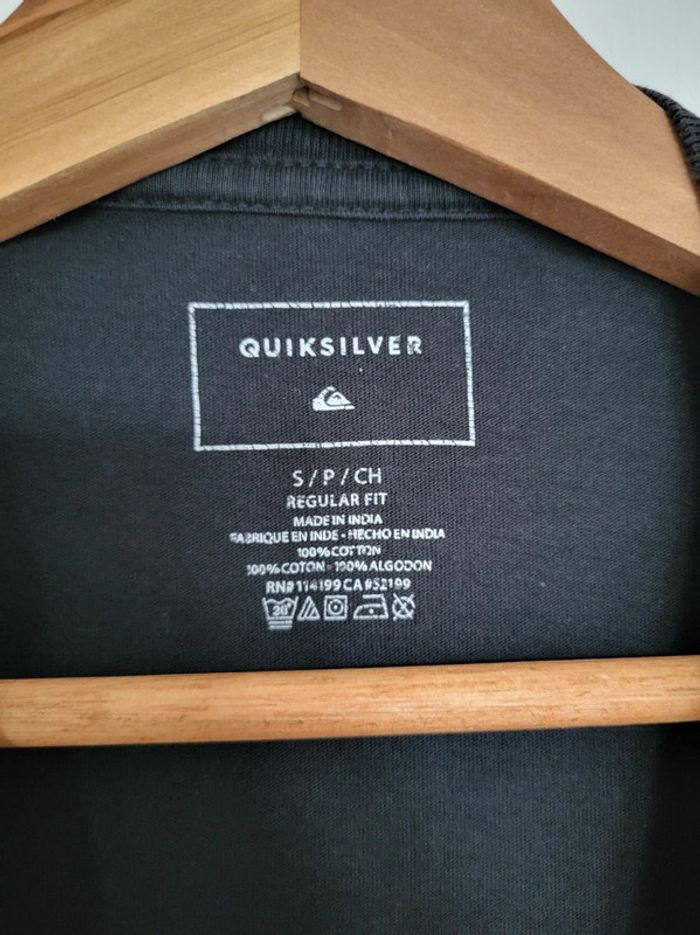 QUIKSILVER
S / P / CH
REGULAR FIT
MADE IN INDIA
FABRIQUE EN INDE - HECHO EN INDIA
100% COTTON
100% COTON - 100% ALGODON
RN# 114199 CA #52199
20°